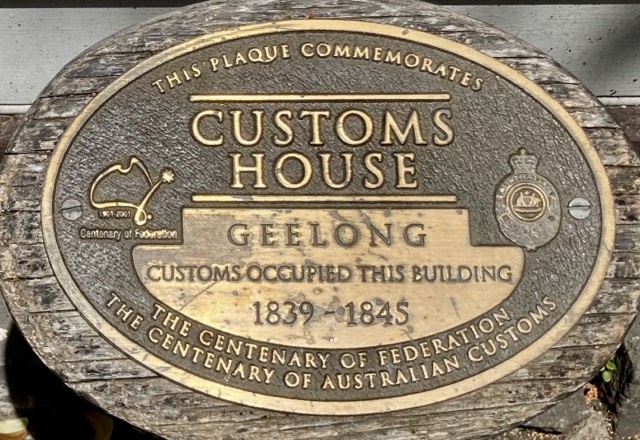 THIS PLAQUE COMMEMORATES
CUSTOMS
HOUSE
1901-2001
Centenary of Federation
GEELONG
CUSTOMS OCCUPIED THIS BUILDING
1839 - 1845
THE CENTENARY OF FEDERATION
THE CENTENARY OF AUSTRALIAN CUSTOMS